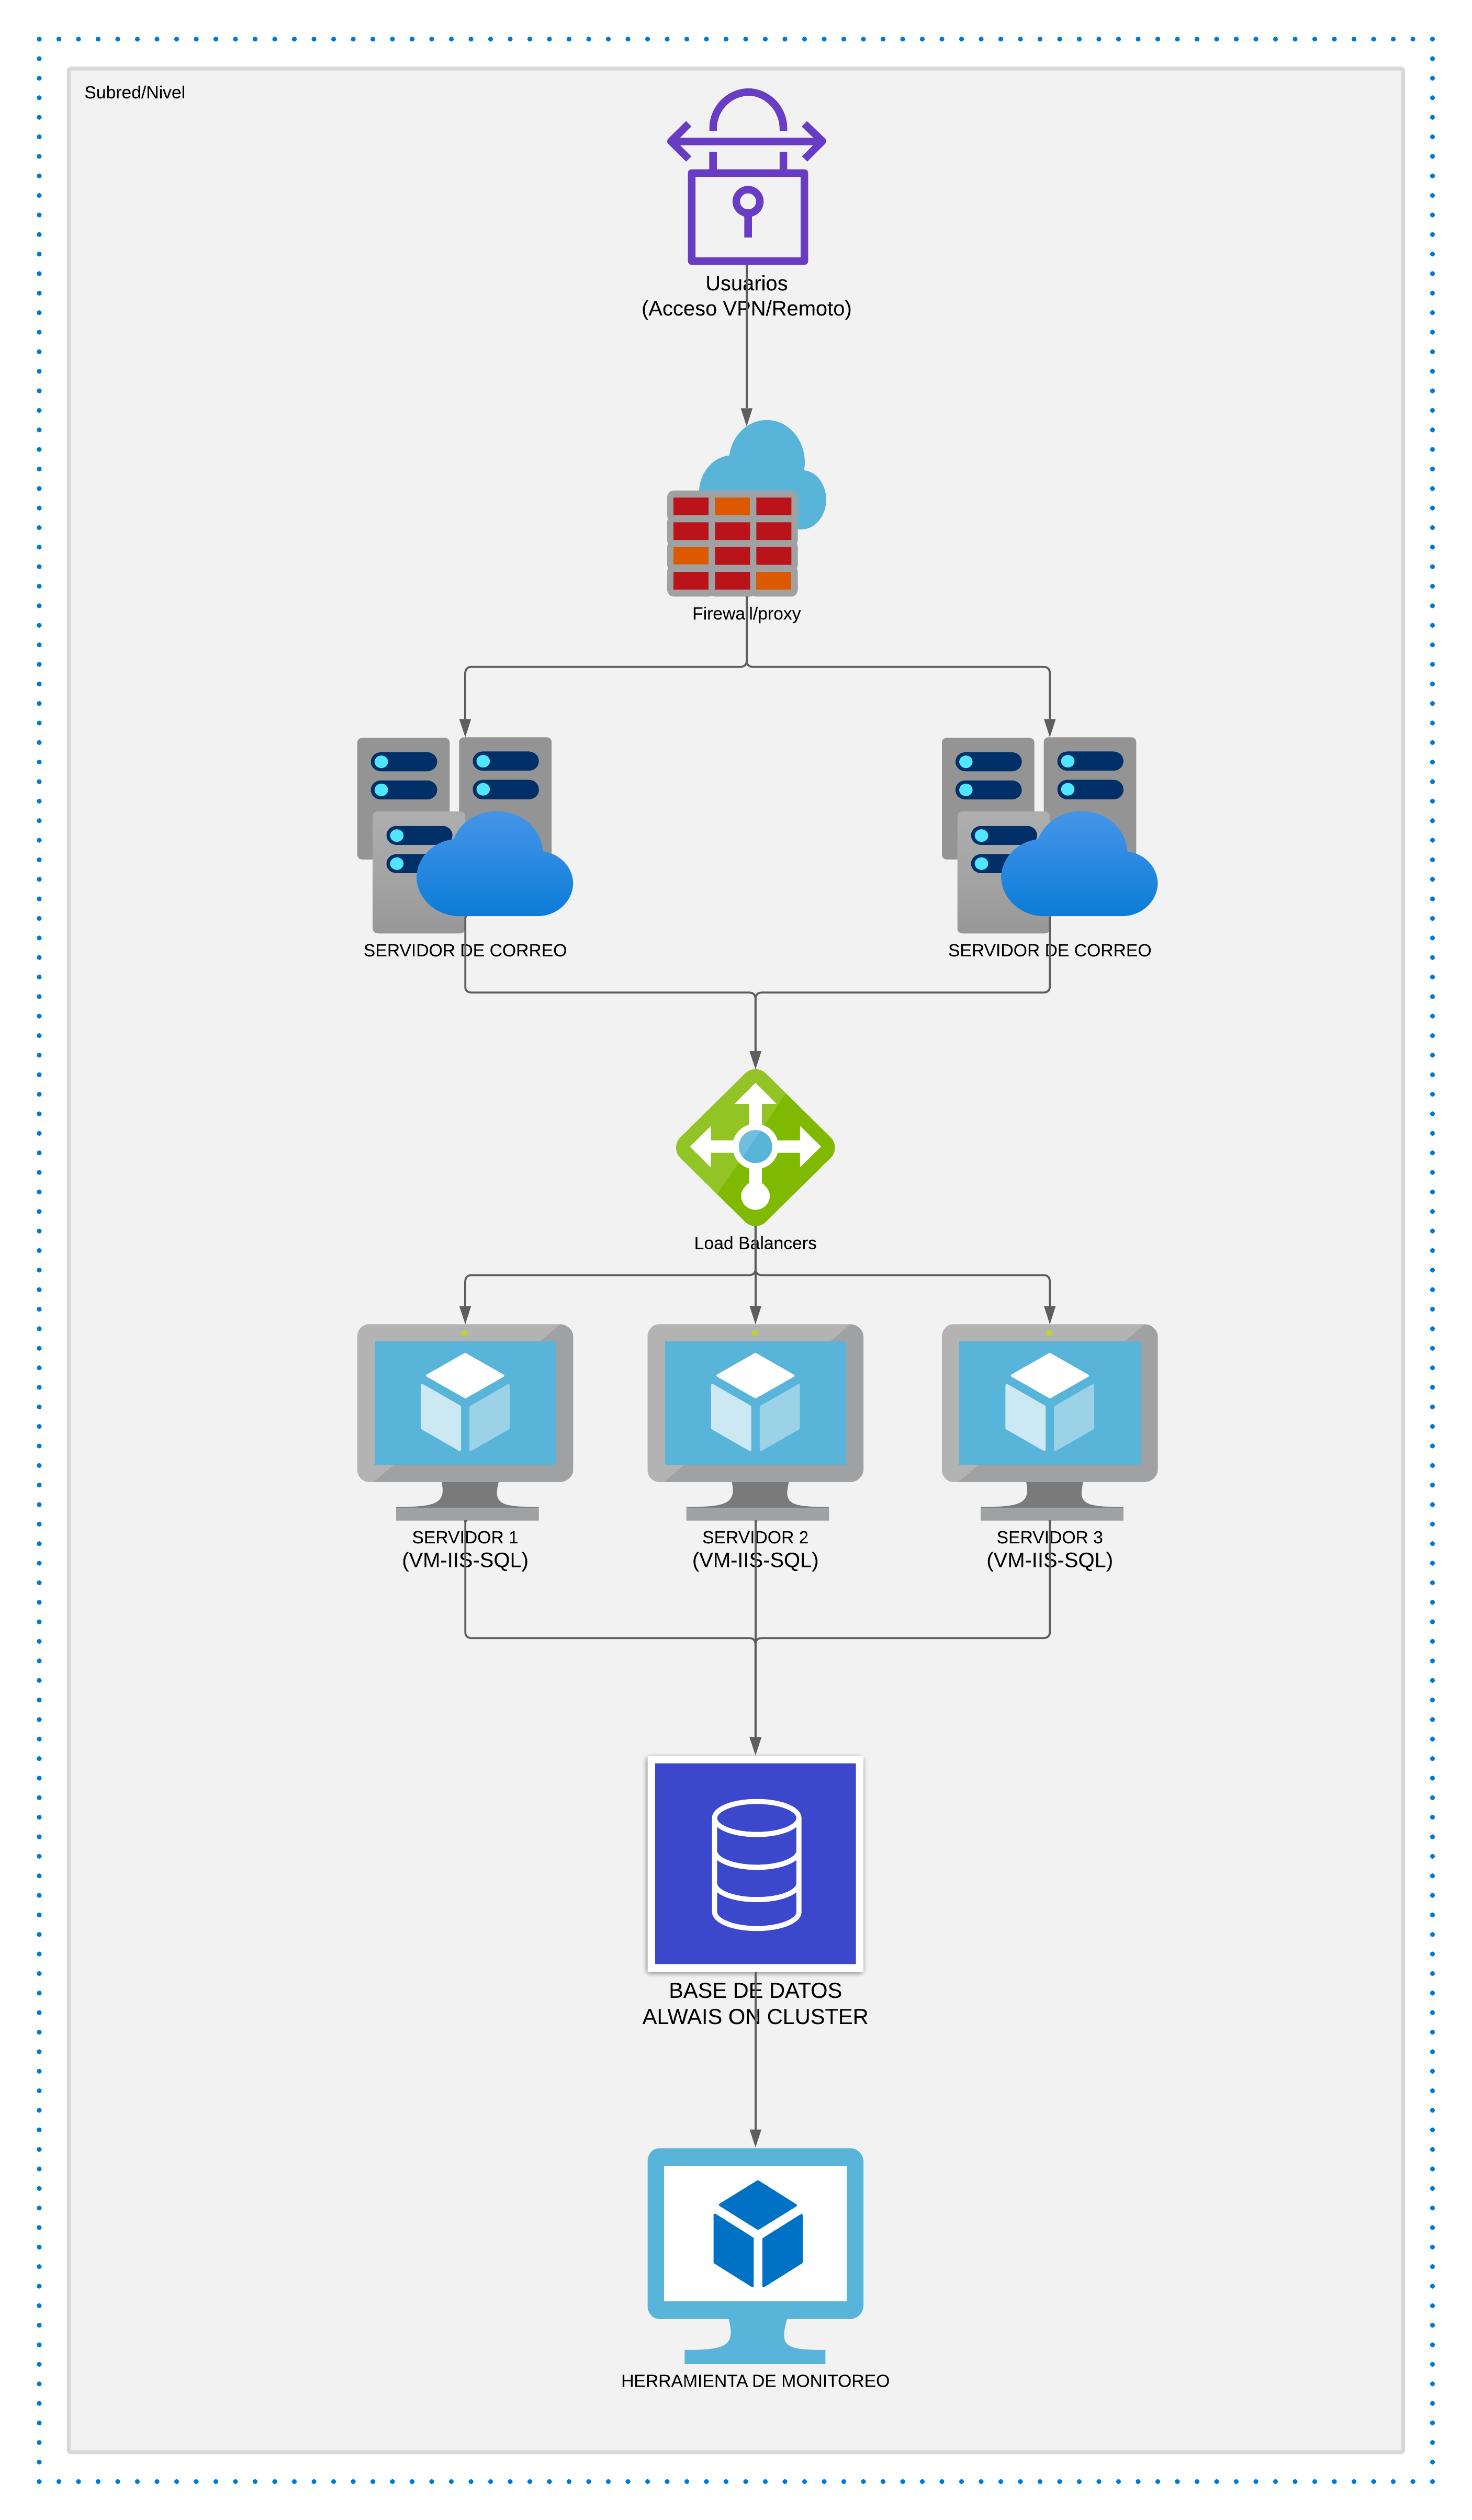 Subred/Nivel
Usuarios
(Acceso VPN/Remoto)
Firewall/proxy
SERVIDOR DE CORREO
SERVIDOR DE CORREO
Load Balancers
SERVIDOR 1
(VM-IIS-SQL)
SERVIDOR 2
(VM-IIS-SQL)
SERVIDOR 3
(VM-IIS-SQL)
BASE DE DATOS
ALWAIS ON CLUSTER
HERRAMIENTA DE MONITOREO